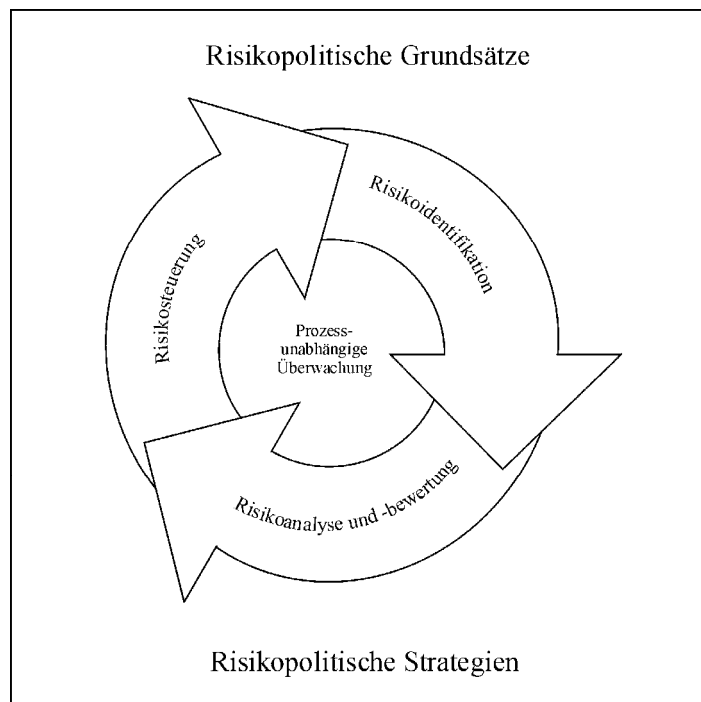 Risikopolitische Grundsätze
Risikoidentifikation
Risikosteuerung
Prozess-
unabhängige
Überwachung
Risikoanalyse und -bewertung
Risikopolitische Strategien